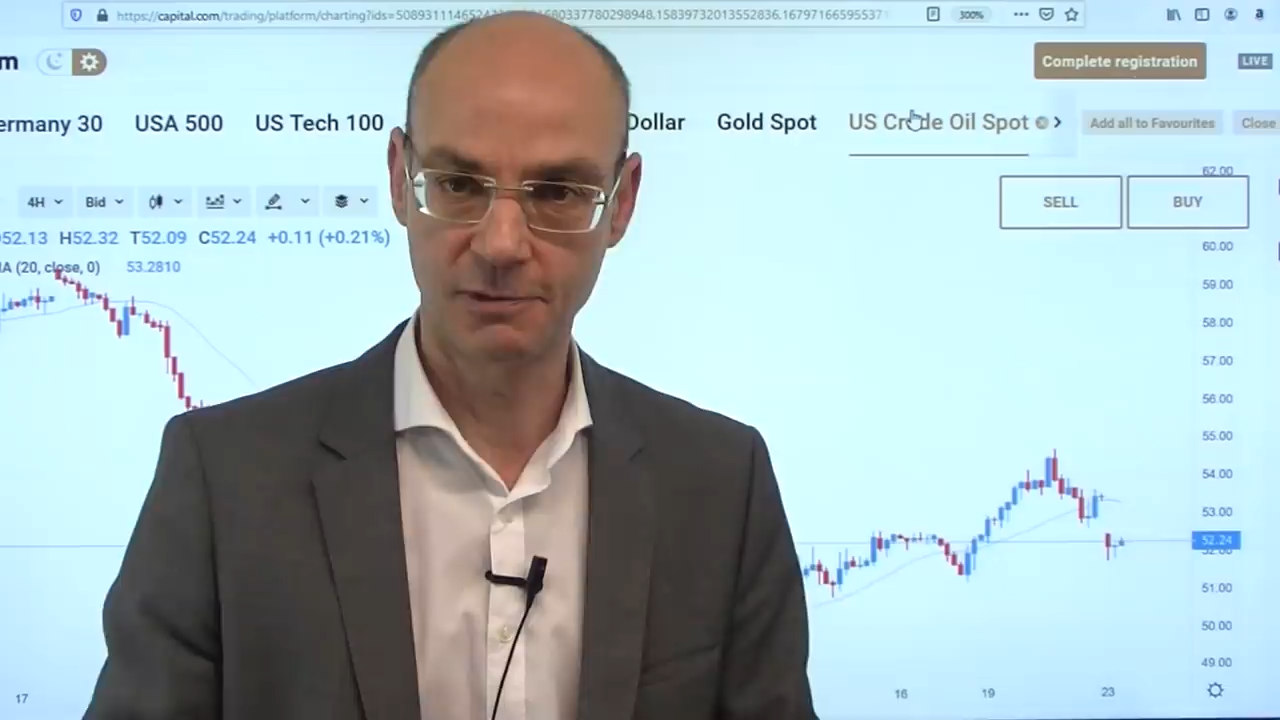 https://capital.com/trading/platform/charting?ids=
300%
m
Complete registration
LIVE
ermany 30
USA 500
US Tech 100
Dollar
Gold Spot
US Crude Oil Spot
Add all to Favourites
Close
4H
Bid
SELL
BUY
O52.13 H52.32 T52.09 C52.24 +0.11 (+0.21%)
A (20, close, 0) 53.2810
62.00
60.00
59.00
58.00
57.00
56.00
55.00
54.00
53.00
52.24
52.00
51.00
50.00
49.00
17
16
19
23